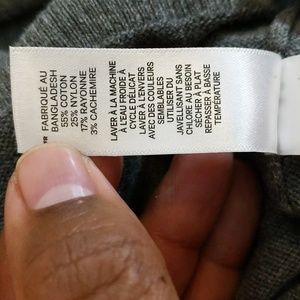 FR
FABRIQUÉ AU
BANGLADESH
55% COTON
25% NYLON
17% RAYONNE
3% CACHEMIRE
LAVER À LA MACHINE
À L'EAU FROIDE À
CYCLE DÉLICAT
LAVER À L'ENVERS
AVEC DES COULEURS
SEMBLABLES
UTILISER DU
JAVELLISANT SANS
CHLORE AU BESOIN
SÉCHER À PLAT
REPASSER À BASSE
TEMPÉRATURE